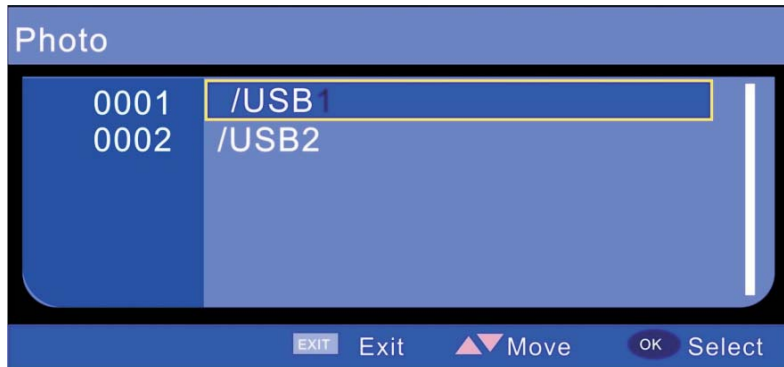 Photo
0001 /USB1
0002 /USB2
EXIT Exit Move OK Select